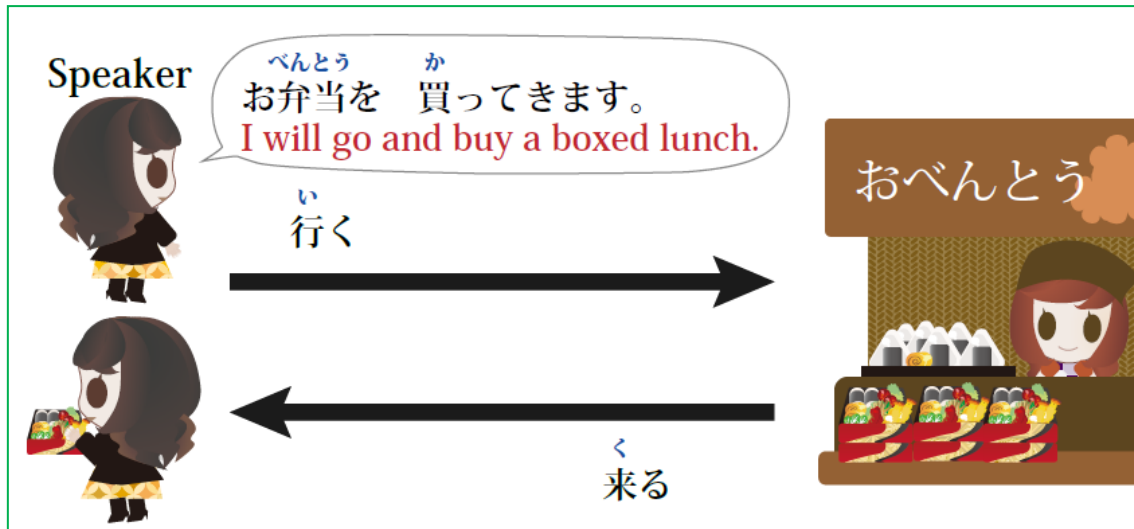 Speaker
べんとう か
お弁当を 買ってきます。
I will go and buy a boxed lunch.
い
行く
おべんとう
く
来る